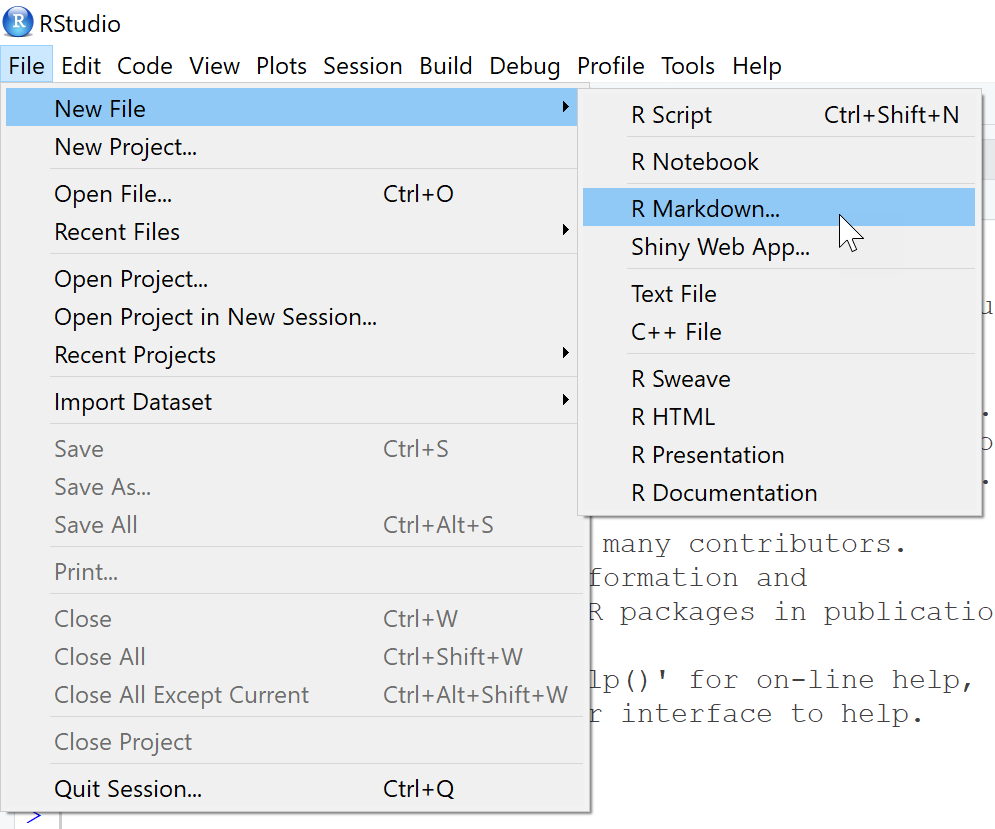 RStudio
File Edit Code View Plots Session Build Debug Profile Tools Help
New File
New Project...
Open File... Ctrl+O
Recent Files
Open Project...
Open Project in New Session...
Recent Projects
Import Dataset
Save Ctrl+S
Save As...
Save All Ctrl+Alt+S
Print...
Close Ctrl+W
Close All Ctrl+Shift+W
Close All Except Current Ctrl+Alt+Shift+W
Close Project
Quit Session... Ctrl+Q
R Script Ctrl+Shift+N
R Notebook
R Markdown...
Shiny Web App...
Text File
C++ File
R Sweave
R HTML
R Presentation
R Documentation
many contributors.
formation and
R packages in publicatio
lp()' for on-line help,
r interface to help.
>